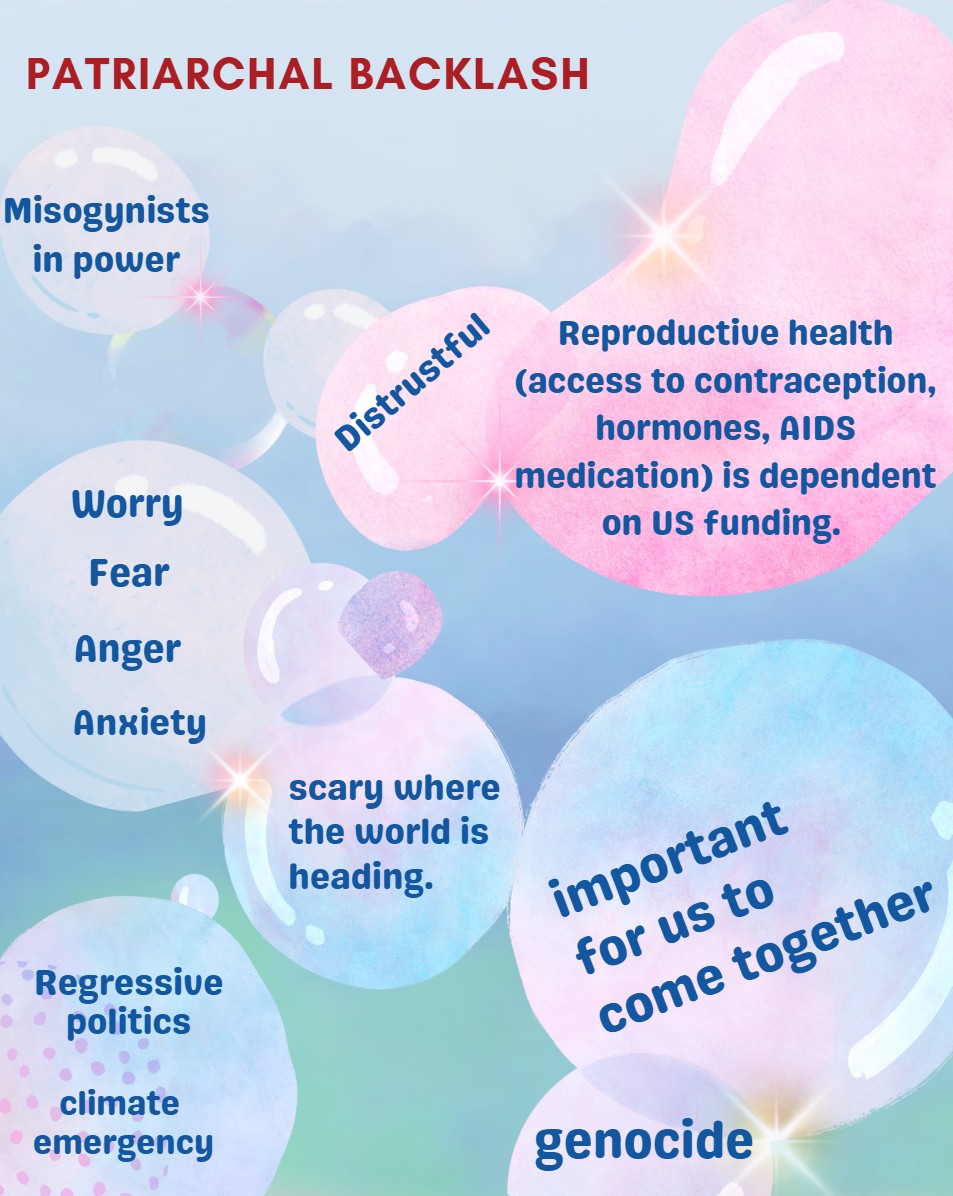 PATRIARCHAL BACKLASH
Misogynists
in power
Distrustful
Reproductive health
(access to contraception,
hormones, AIDS
medication) is dependent
on US funding.
Worry
Fear
Anger
Anxiety
scary where
the world is
heading.
important
for us to
come together
Regressive
politics
climate
emergency
genocide